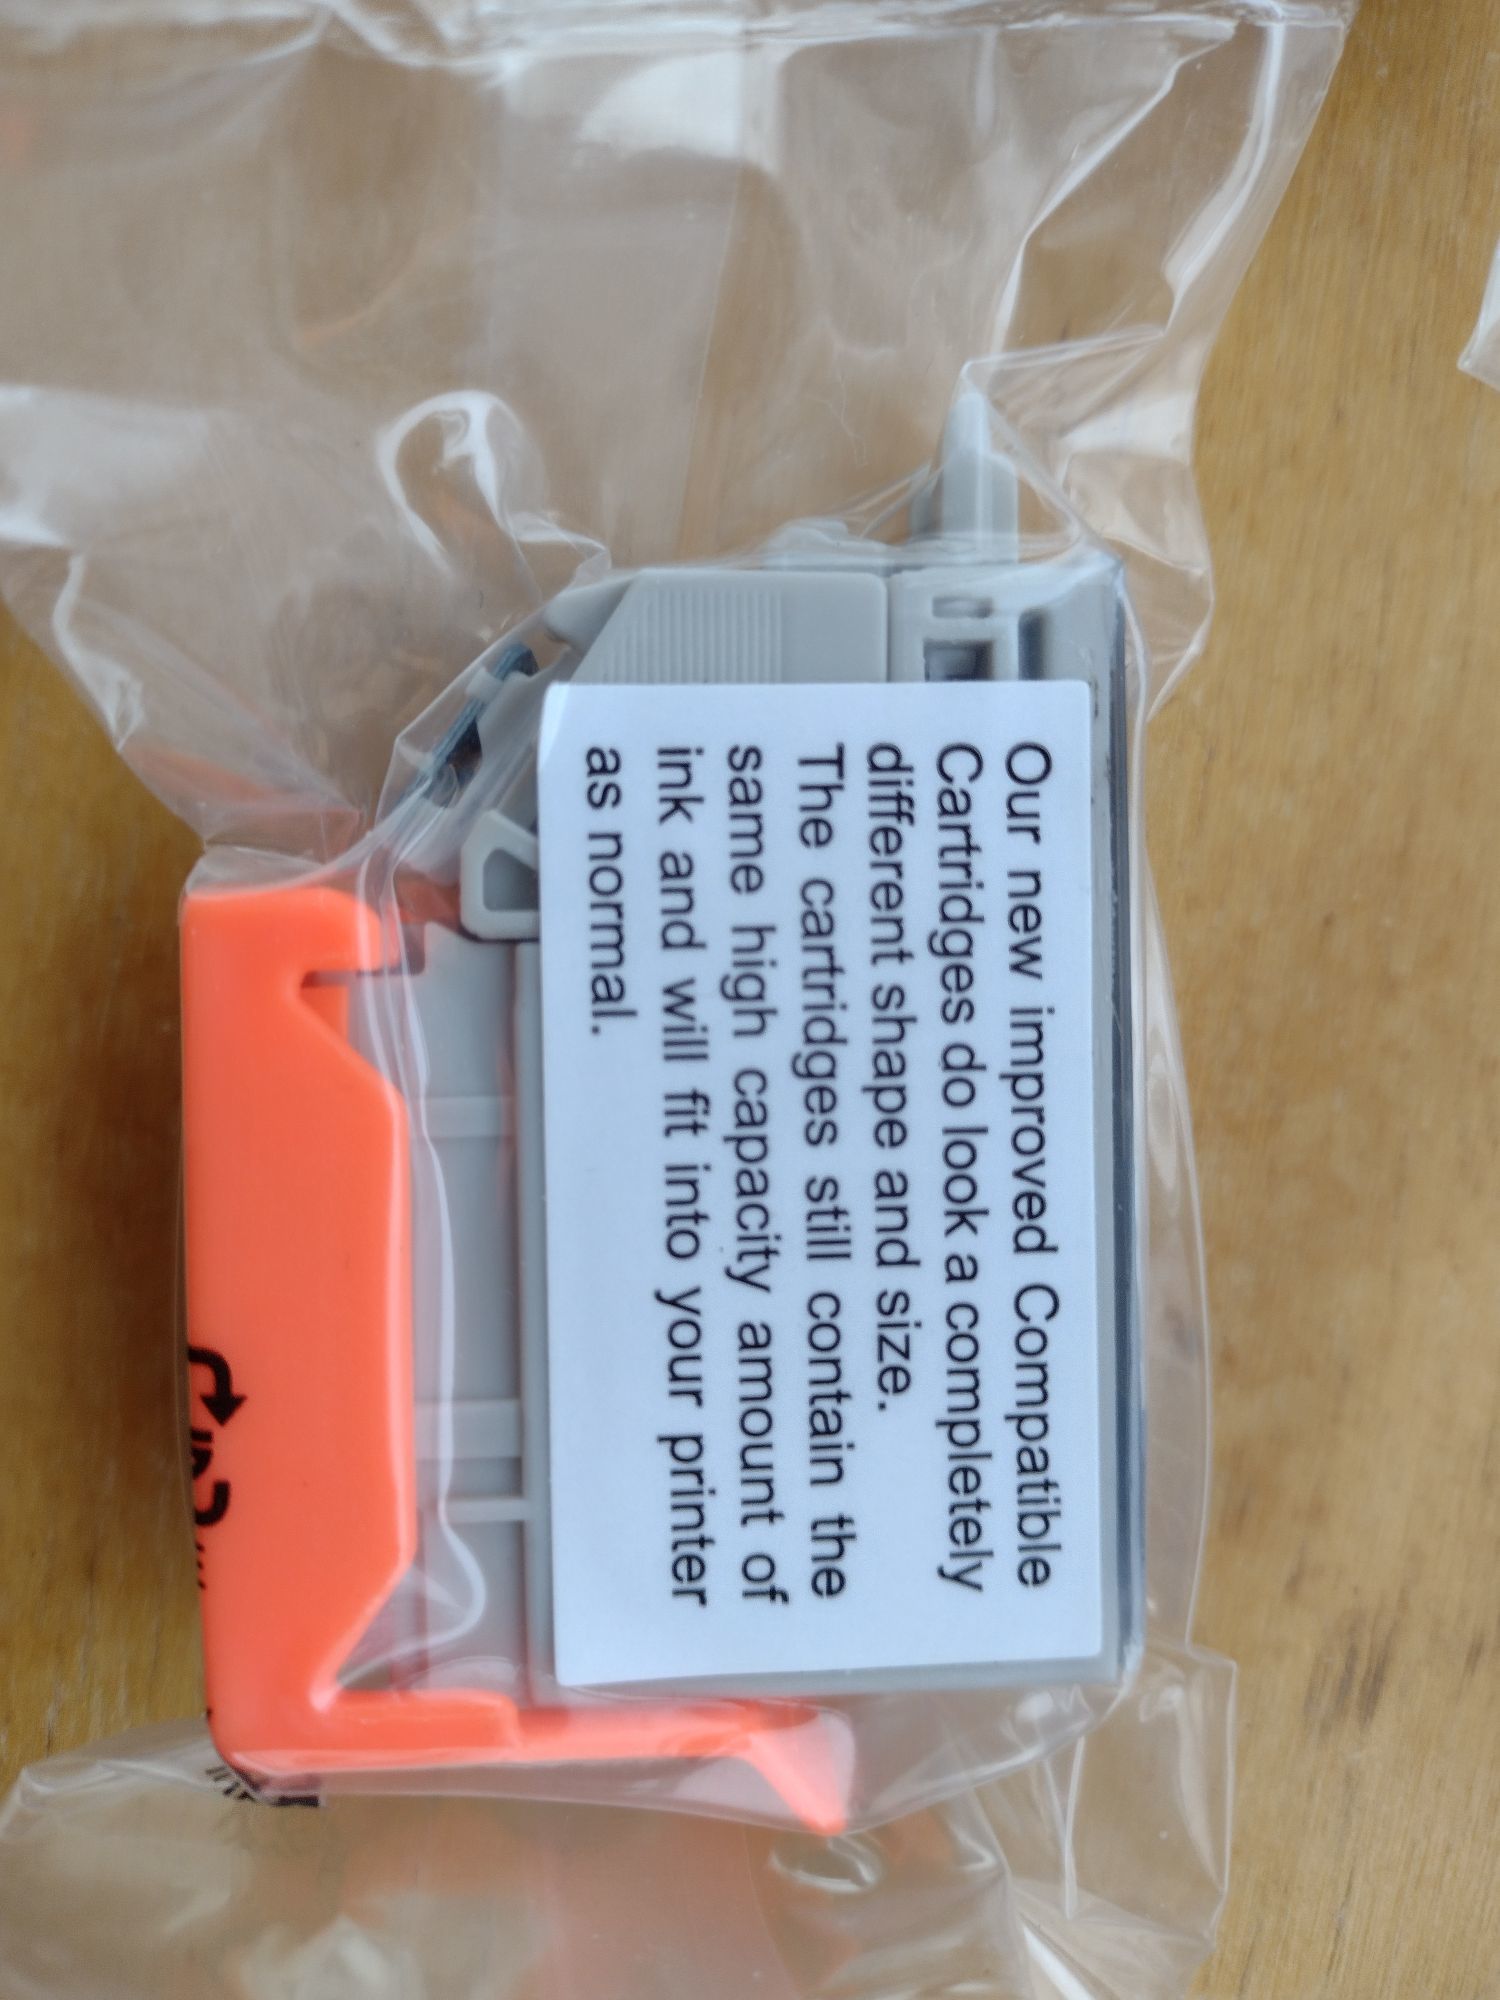 Our new improved Compatible
Cartridges do look a completely
different shape and size.
The cartridges still contain the
same high capacity amount of
ink and will fit into your printer
as normal.